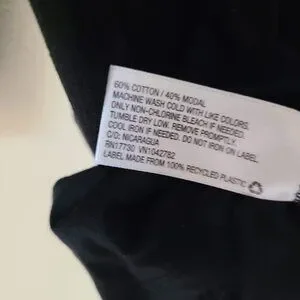 60% COTTON / 40% MODAL
MACHINE WASH COLD WITH LIKE COLORS.
ONLY NON-CHLORINE BLEACH IF NEEDED.
TUMBLE DRY LOW. REMOVE PROMPTLY.
COOL IRON IF NEEDED. DO NOT IRON ON LABEL.
C/O: NICARAGUA
RN17730 VN1042782
LABEL MADE FROM 100% RECYCLED PLASTIC